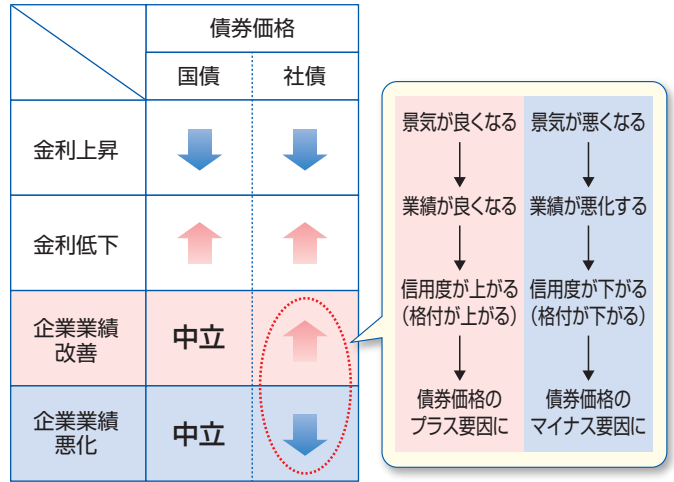 債券価格
国債
社債
金利上昇
金利低下
企業業績
改善
中立
企業業績
悪化
中立
景気が良くなる
業績が良くなる
信用度が上がる
(格付が上がる)
債券価格の
プラス要因に
景気が悪くなる
業績が悪化する
信用度が下がる
(格付が下がる)
債券価格の
マイナス要因に